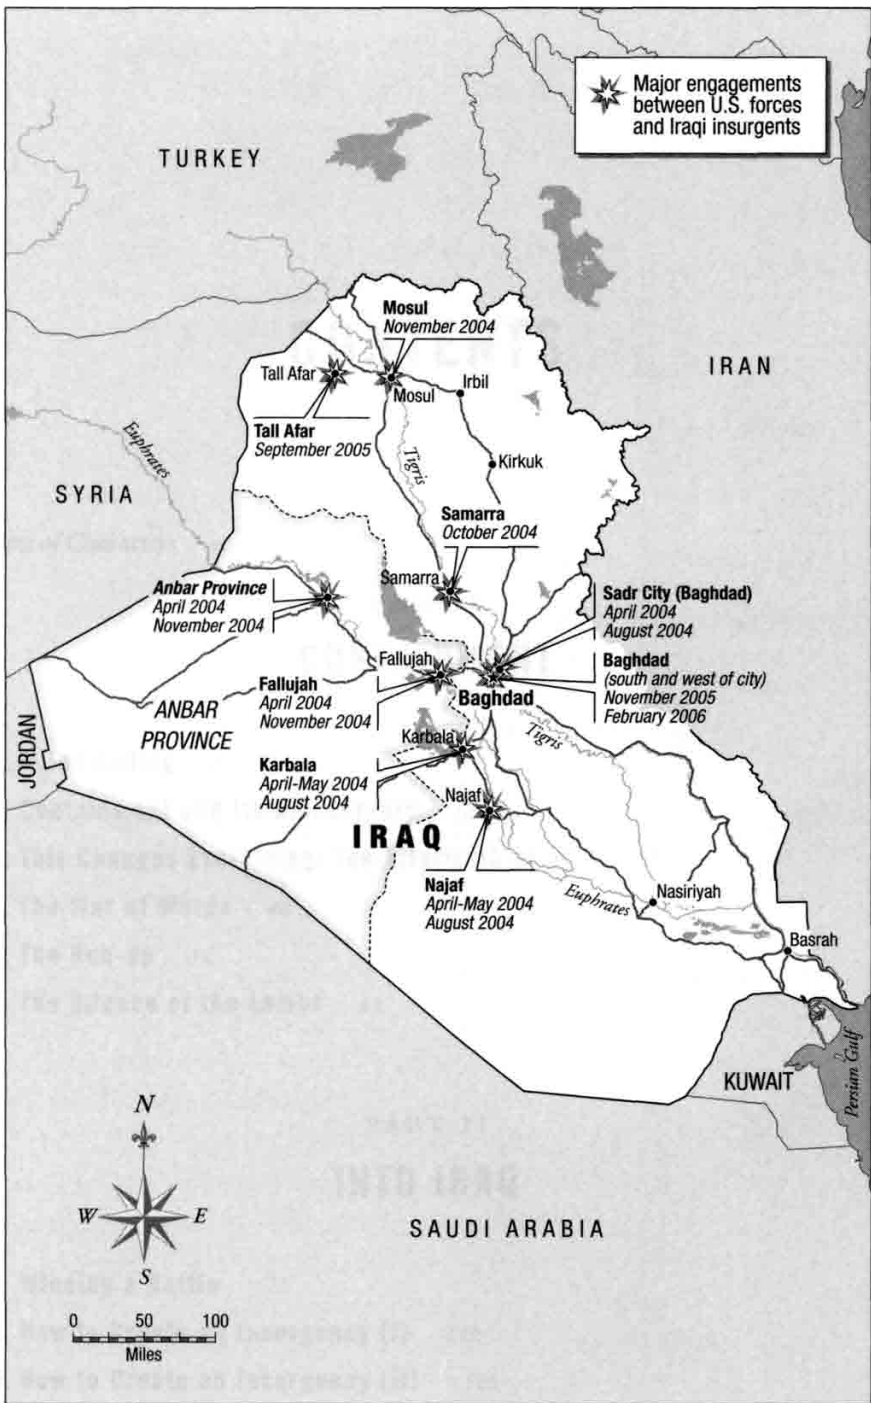 Major engagements
between U.S. forces
and Iraqi insurgents
TURKEY
IRAN
Mosul
November 2004
Tall Afar
Mosul
Irbil
Tall Afar
September 2005
Euphrates
Tigris
Kirkuk
SYRIA
Samarra
October 2004
Samarra
Anbar Province
April 2004
November 2004
Sadr City (Baghdad)
April 2004
August 2004
Fallujah
Baghdad
Baghdad
(south and west of city)
November 2005
February 2006
Fallujah
April 2004
November 2004
ANBAR
PROVINCE
JORDAN
Karbala
Tigris
Karbala
April-May 2004
August 2004
Najaf
IRAQ
Najaf
April-May 2004
August 2004
Euphrates
Nasiriyah
Basrah
KUWAIT
Persian Gulf
N
W E
S
SAUDI ARABIA
INTO IRAQ
0 50 100
Miles